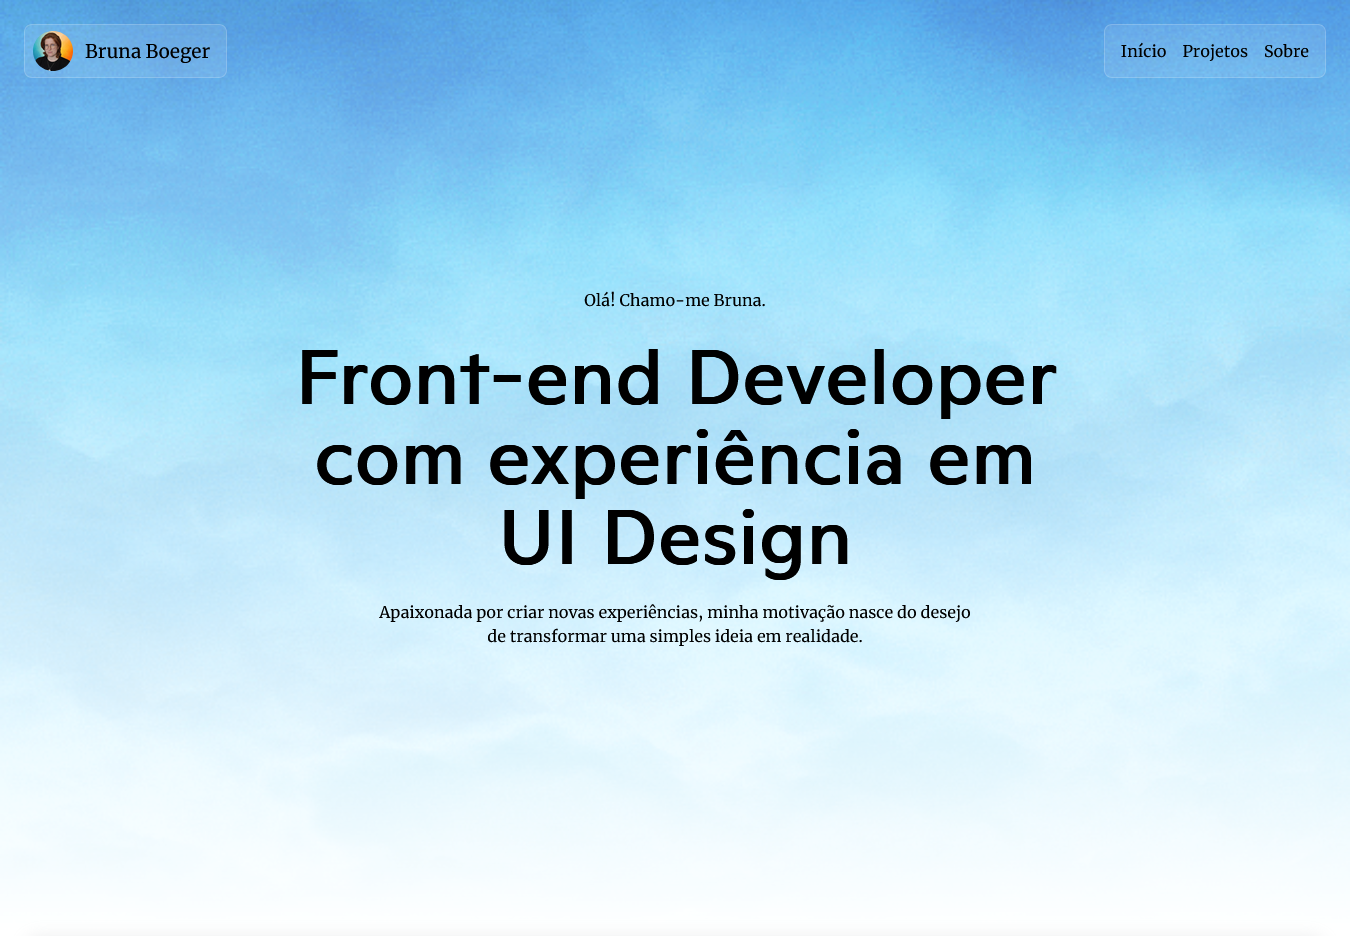 Bruna Boeger
Início Projetos Sobre
Olá! Chamo-me Bruna.
Front-end Developer
com experiência em
UI Design
Apaixonada por criar novas experiências, minha motivação nasce do desejo
de transformar uma simples ideia em realidade.